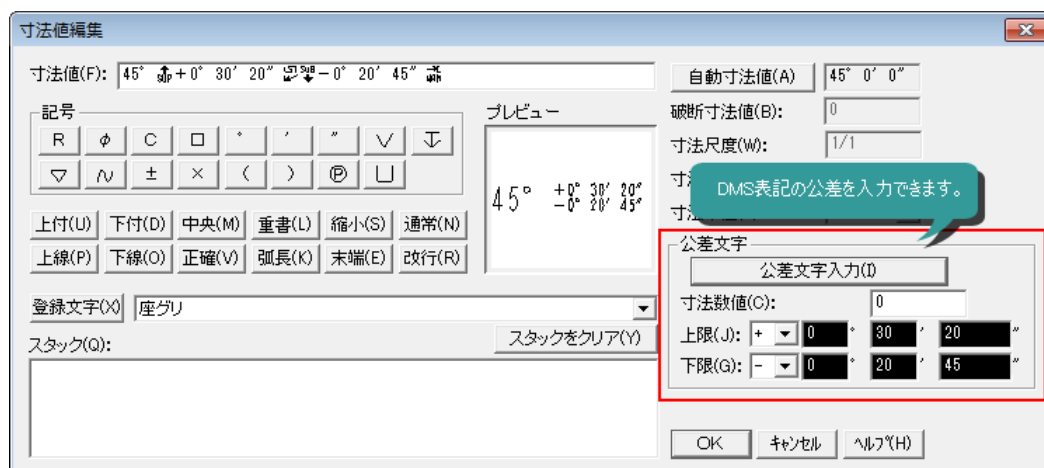 寸法値編集
寸法値(F): 45° +0° 30′ 20″ −0° 20′ 45″
自動寸法値(A) 45° 0′ 0″
破断寸法値(B): 0
寸法尺度(W): 1/1
DMS表記の公差を入力できます。
記号
R φ C □ ° ′ ″ ∨
▽ ± × ( ) Ⓟ
プレビュー
45° +0° 30′ 20″
−0° 20′ 45″
上付(U) 下付(D) 中央(M) 重書(L) 縮小(S) 通常(N)
上線(P) 下線(O) 正確(V) 弧長(K) 末端(E) 改行(R)
登録文字(X) 座グリ
スタック(Q): スタックをクリア(Y)
公差文字
公差文字入力(I)
寸法数値(C): 0
上限(J): + 0 ° 30 ′ 20 ″
下限(G): − 0 ° 20 ′ 45 ″
OK キャンセル ヘルプ(H)